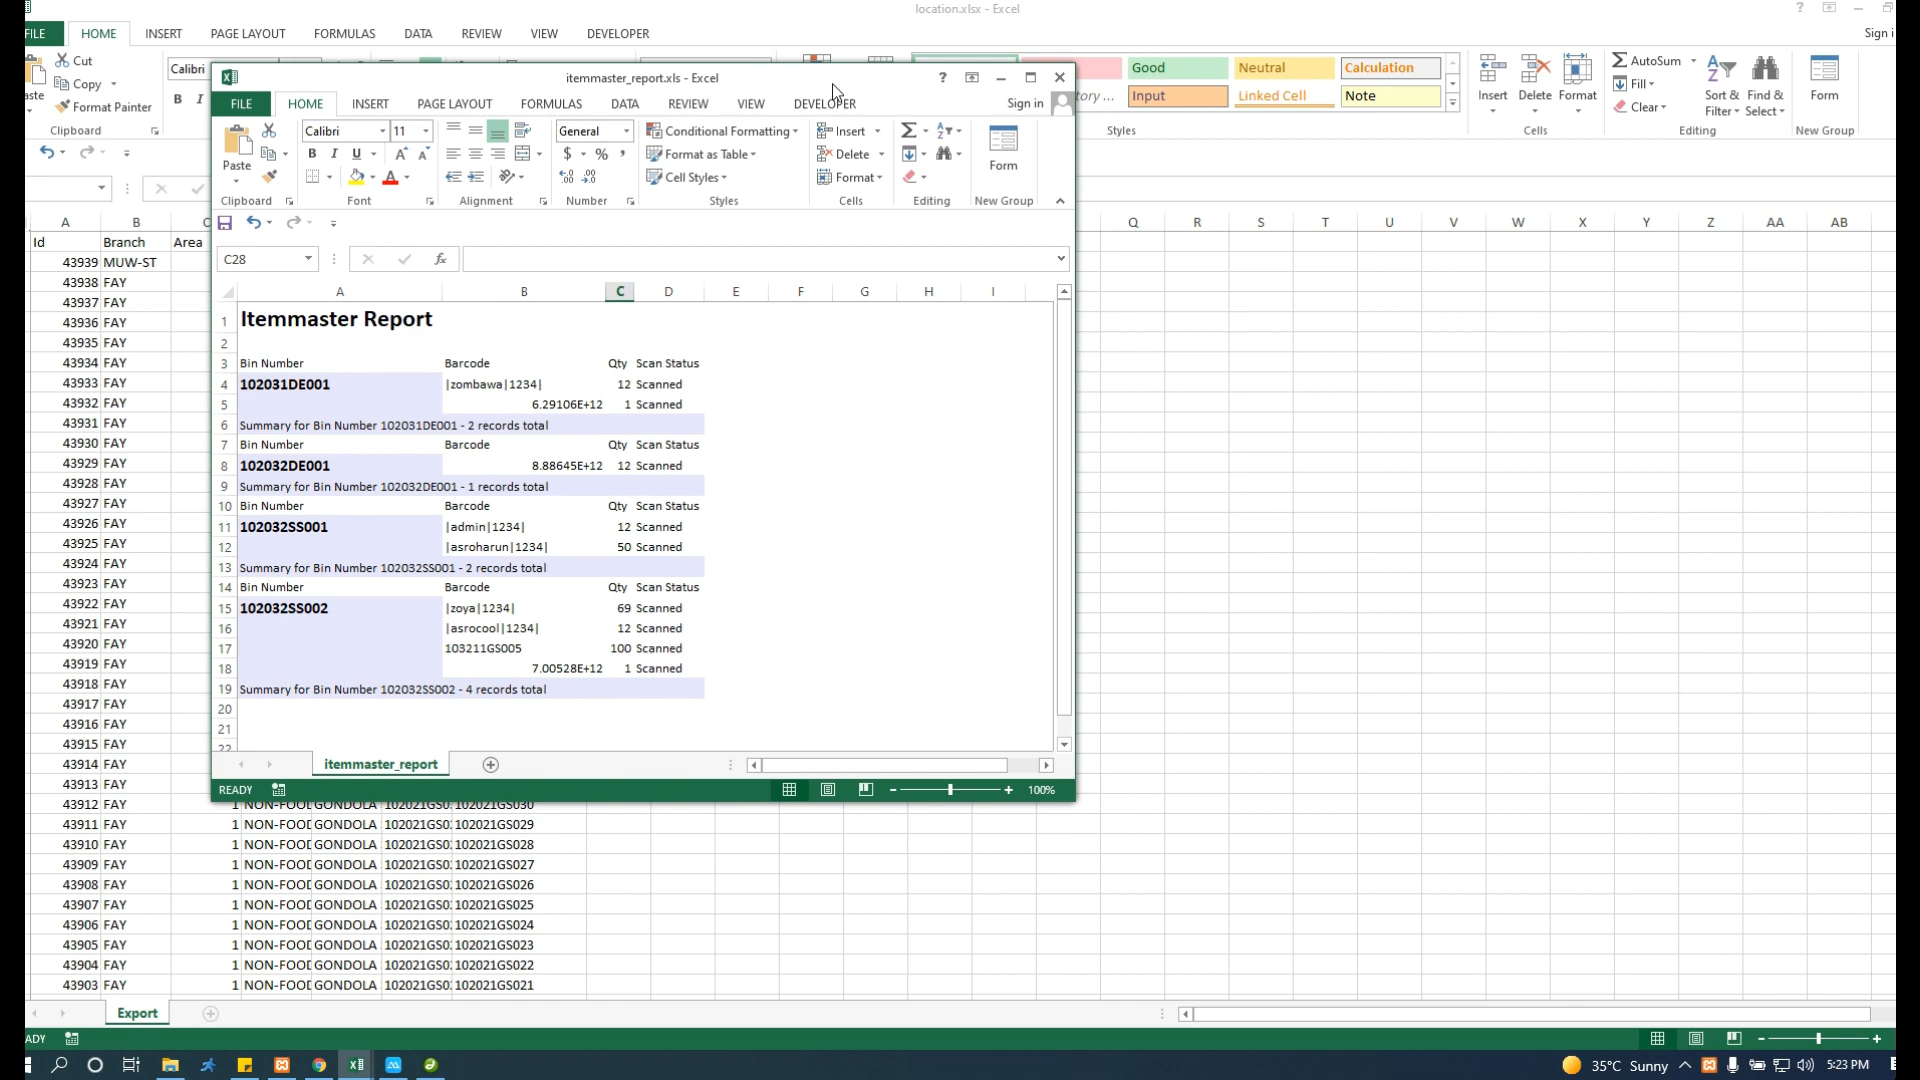 location.xlsx - Excel
FILE HOME INSERT PAGE LAYOUT FORMULAS DATA REVIEW VIEW DEVELOPER Sign i
Cut
Copy
Format Painter
Clipboard
Calibri
B I
Good Neutral Calculation
Input Linked Cell Note
Styles
Insert Delete Format
Cells
AutoSum
Fill
Clear
Sort & Filter
Find & Select
Editing
Form
New Group
itemmaster_report.xls - Excel
FILE HOME INSERT PAGE LAYOUT FORMULAS DATA REVIEW VIEW DEVELOPER Sign in
Paste
Clipboard
Calibri 11
B I U
Font
Alignment
General
$ % ,
Number
Conditional Formatting
Format as Table
Cell Styles
Styles
Insert
Delete
Format
Cells
Editing
Form
New Group
C28
fx
A B C D E F G H I
1 Itemmaster Report
2
3 Bin Number Barcode Qty Scan Status
4 102031DE001 |zombawa|1234| 12 Scanned
5 6.29106E+12 1 Scanned
6 Summary for Bin Number 102031DE001 - 2 records total
7 Bin Number Barcode Qty Scan Status
8 102032DE001 8.88645E+12 12 Scanned
9 Summary for Bin Number 102032DE001 - 1 records total
10 Bin Number Barcode Qty Scan Status
11 102032SS001 |admin|1234| 12 Scanned
12 |asroharun|1234| 50 Scanned
13 Summary for Bin Number 102032SS001 - 2 records total
14 Bin Number Barcode Qty Scan Status
15 102032SS002 |zoya|1234| 69 Scanned
16 |asrocool|1234| 12 Scanned
17 103211GS005 100 Scanned
18 7.00528E+12 1 Scanned
19 Summary for Bin Number 102032SS002 - 4 records total
20
21
22
itemmaster_report
READY 100%
A B C Q R S T U V W X Y Z AA AB
Id Branch Area
43939 MUW-ST
43938 FAY
43937 FAY
43936 FAY
43935 FAY
43934 FAY
43933 FAY
43932 FAY
43931 FAY
43930 FAY
43929 FAY
43928 FAY
43927 FAY
43926 FAY
43925 FAY
43924 FAY
43923 FAY
43922 FAY
43921 FAY
43920 FAY
43919 FAY
43918 FAY
43917 FAY
43916 FAY
43915 FAY
43914 FAY
43913 FAY
43912 FAY 1 NON-FOOD GONDOLA 102021GS0 102021GS030
43911 FAY 1 NON-FOOD GONDOLA 102021GS0 102021GS029
43910 FAY 1 NON-FOOD GONDOLA 102021GS0 102021GS028
43909 FAY 1 NON-FOOD GONDOLA 102021GS0 102021GS027
43908 FAY 1 NON-FOOD GONDOLA 102021GS0 102021GS026
43907 FAY 1 NON-FOOD GONDOLA 102021GS0 102021GS025
43906 FAY 1 NON-FOOD GONDOLA 102021GS0 102021GS024
43905 FAY 1 NON-FOOD GONDOLA 102021GS0 102021GS023
43904 FAY 1 NON-FOOD GONDOLA 102021GS0 102021GS022
43903 FAY 1 NON-FOOD GONDOLA 102021GS0 102021GS021
Export
ADY
35°C Sunny 5:23 PM